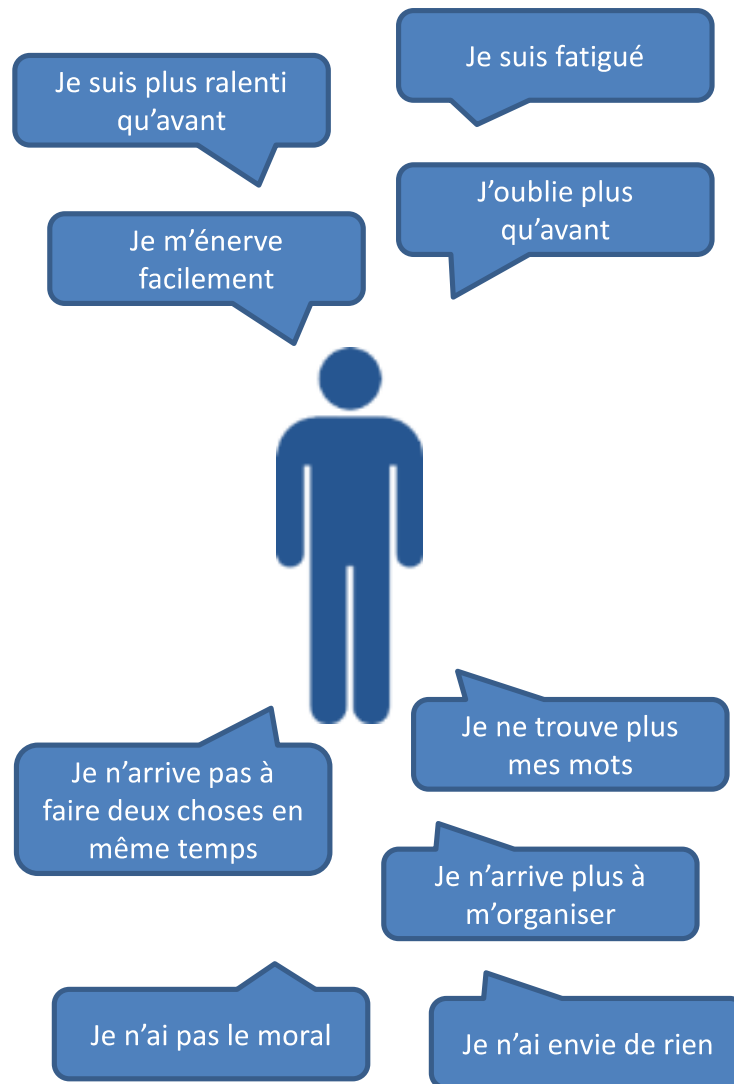 Je suis fatigué
Je suis plus ralenti
qu’avant
J’oublie plus
qu’avant
Je m’énerve
facilement
Je ne trouve plus
mes mots
Je n’arrive pas à
faire deux choses en
même temps
Je n’arrive plus à
m’organiser
Je n’ai pas le moral
Je n’ai envie de rien